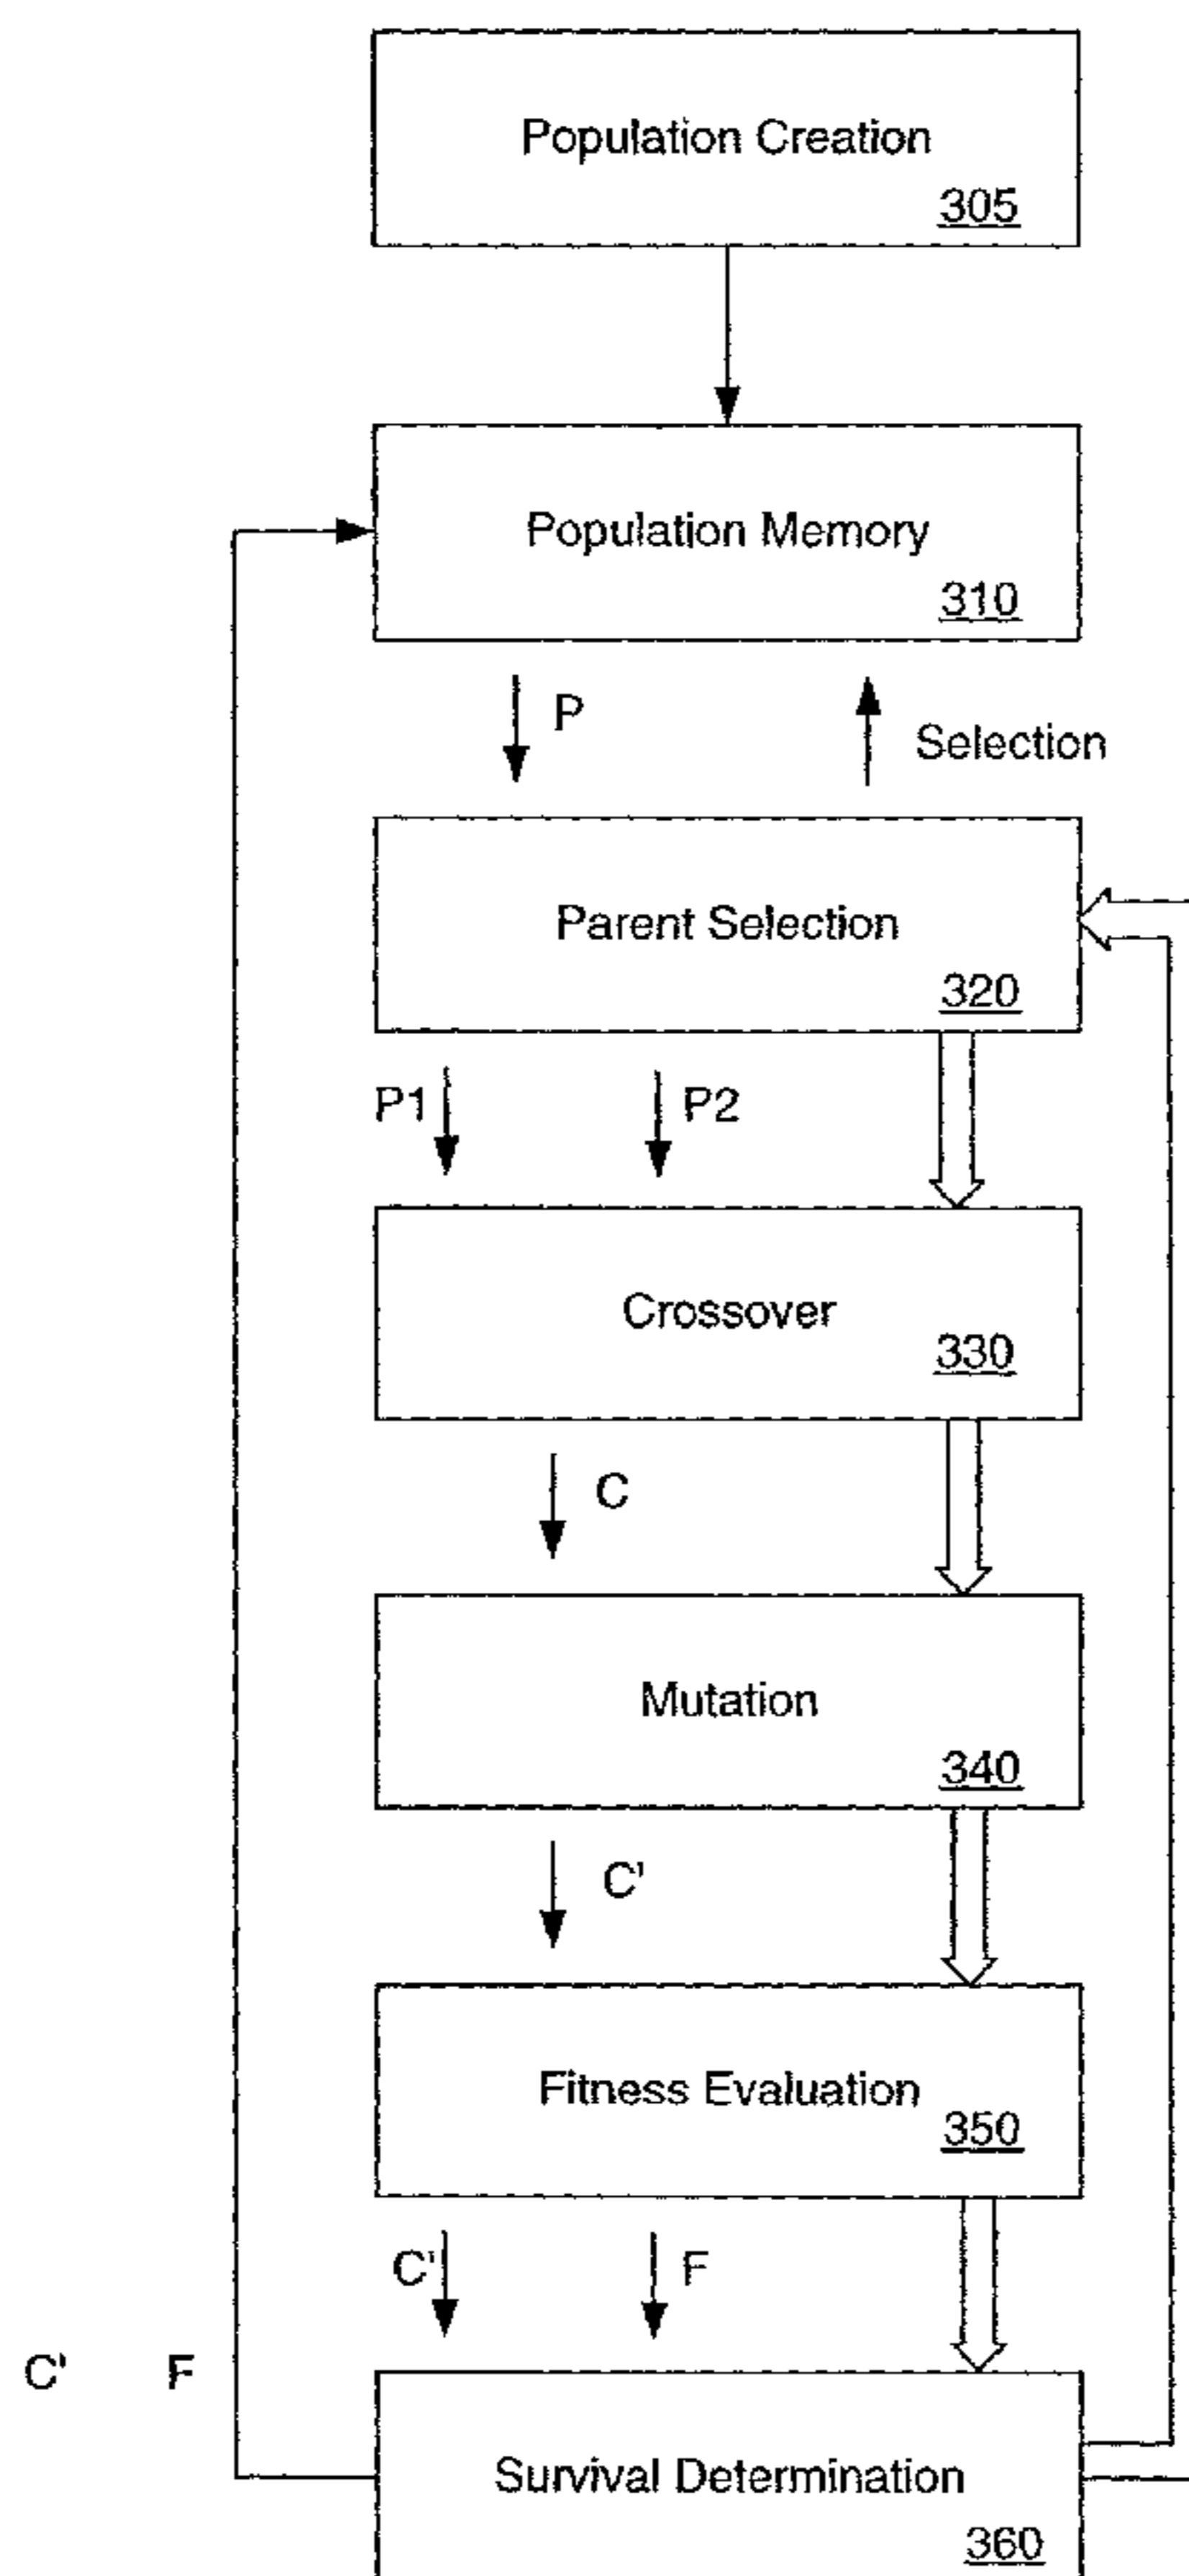 Population Creation
305
Population Memory
310
P
Selection
Parent Selection
320
P1
P2
Crossover
330
C
Mutation
340
C'
Fitness Evaluation
350
C'
F
C'
F
Survival Determination
360